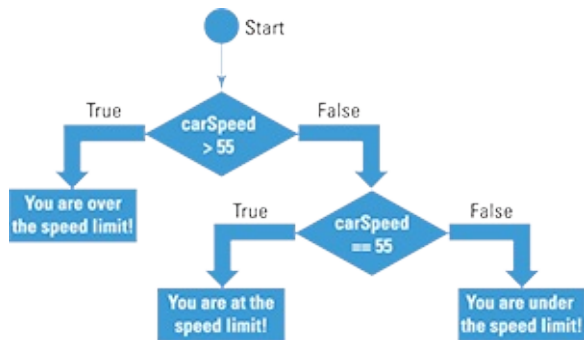 Start
True
False
carSpeed
> 55
You are over
the speed limit!
True
False
carSpeed
== 55
You are at the
speed limit!
You are under
the speed limit!